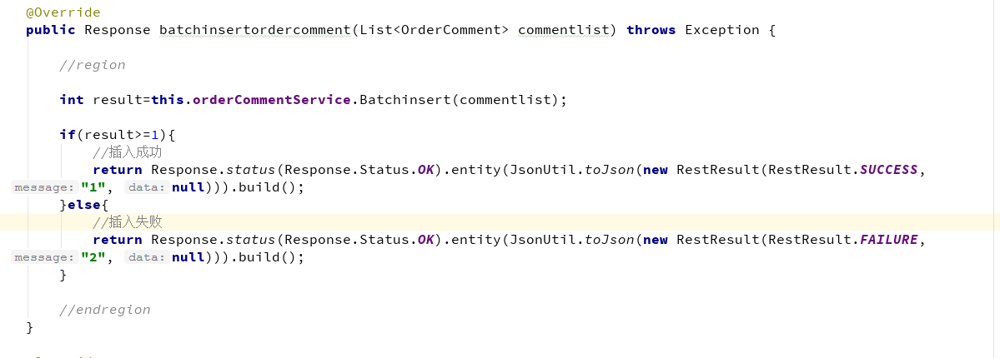 @Override
public Response batchinsertordercomment(List<OrderComment> commentlist) throws Exception {
//region
int result=this.orderCommentService.Batchinsert(commentlist);
if(result>=1){
//插入成功
return Response.status(Response.Status.OK).entity(JsonUtil.toJson(new RestResult(RestResult.SUCCESS,
message: "1", data: null))).build();
}else{
//插入失败
return Response.status(Response.Status.OK).entity(JsonUtil.toJson(new RestResult(RestResult.FAILURE,
message: "2", data: null))).build();
}
//endregion
}